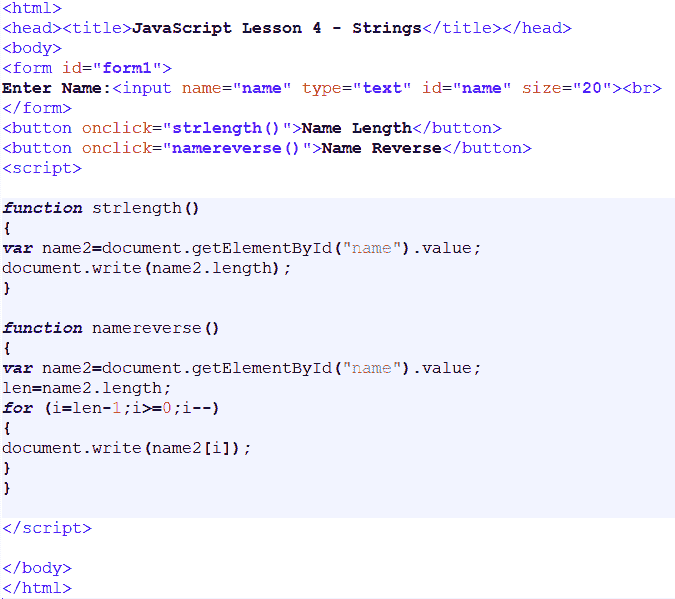 <html>
<head><title>JavaScript Lesson 4 - Strings</title></head>
<body>
<form id="form1">
Enter Name:<input name="name" type="text" id="name" size="20"><br>
</form>
<button onclick="strlength()">Name Length</button>
<button onclick="namereverse()">Name Reverse</button>
<script>
function strlength()
{
var name2=document.getElementById("name").value;
document.write(name2.length);
}
function namereverse()
{
var name2=document.getElementById("name").value;
len=name2.length;
for (i=len-1;i>=0;i--)
{
document.write(name2[i]);
}
}
</script>
</body>
</html>